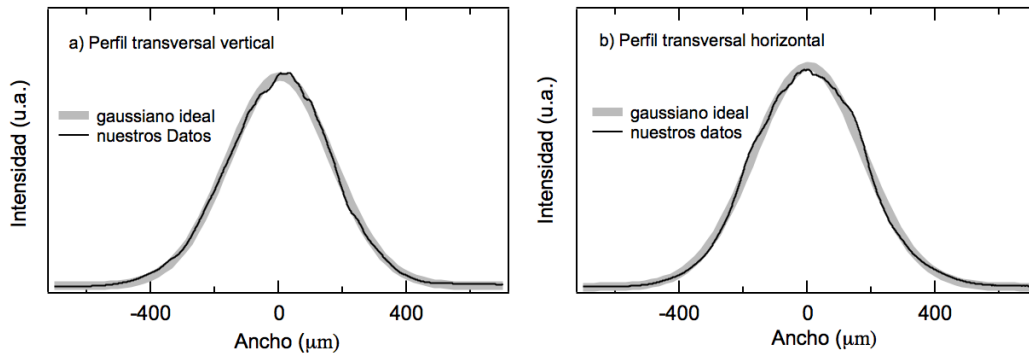 a) Perfil transversal vertical
gaussiano ideal
nuestros Datos
Intensidad (u.a.)
-400
0
400
Ancho (μm)
b) Perfil transversal horizontal
gaussiano ideal
nuestros datos
Intensidad (u.a.)
-400
0
400
Ancho (μm)